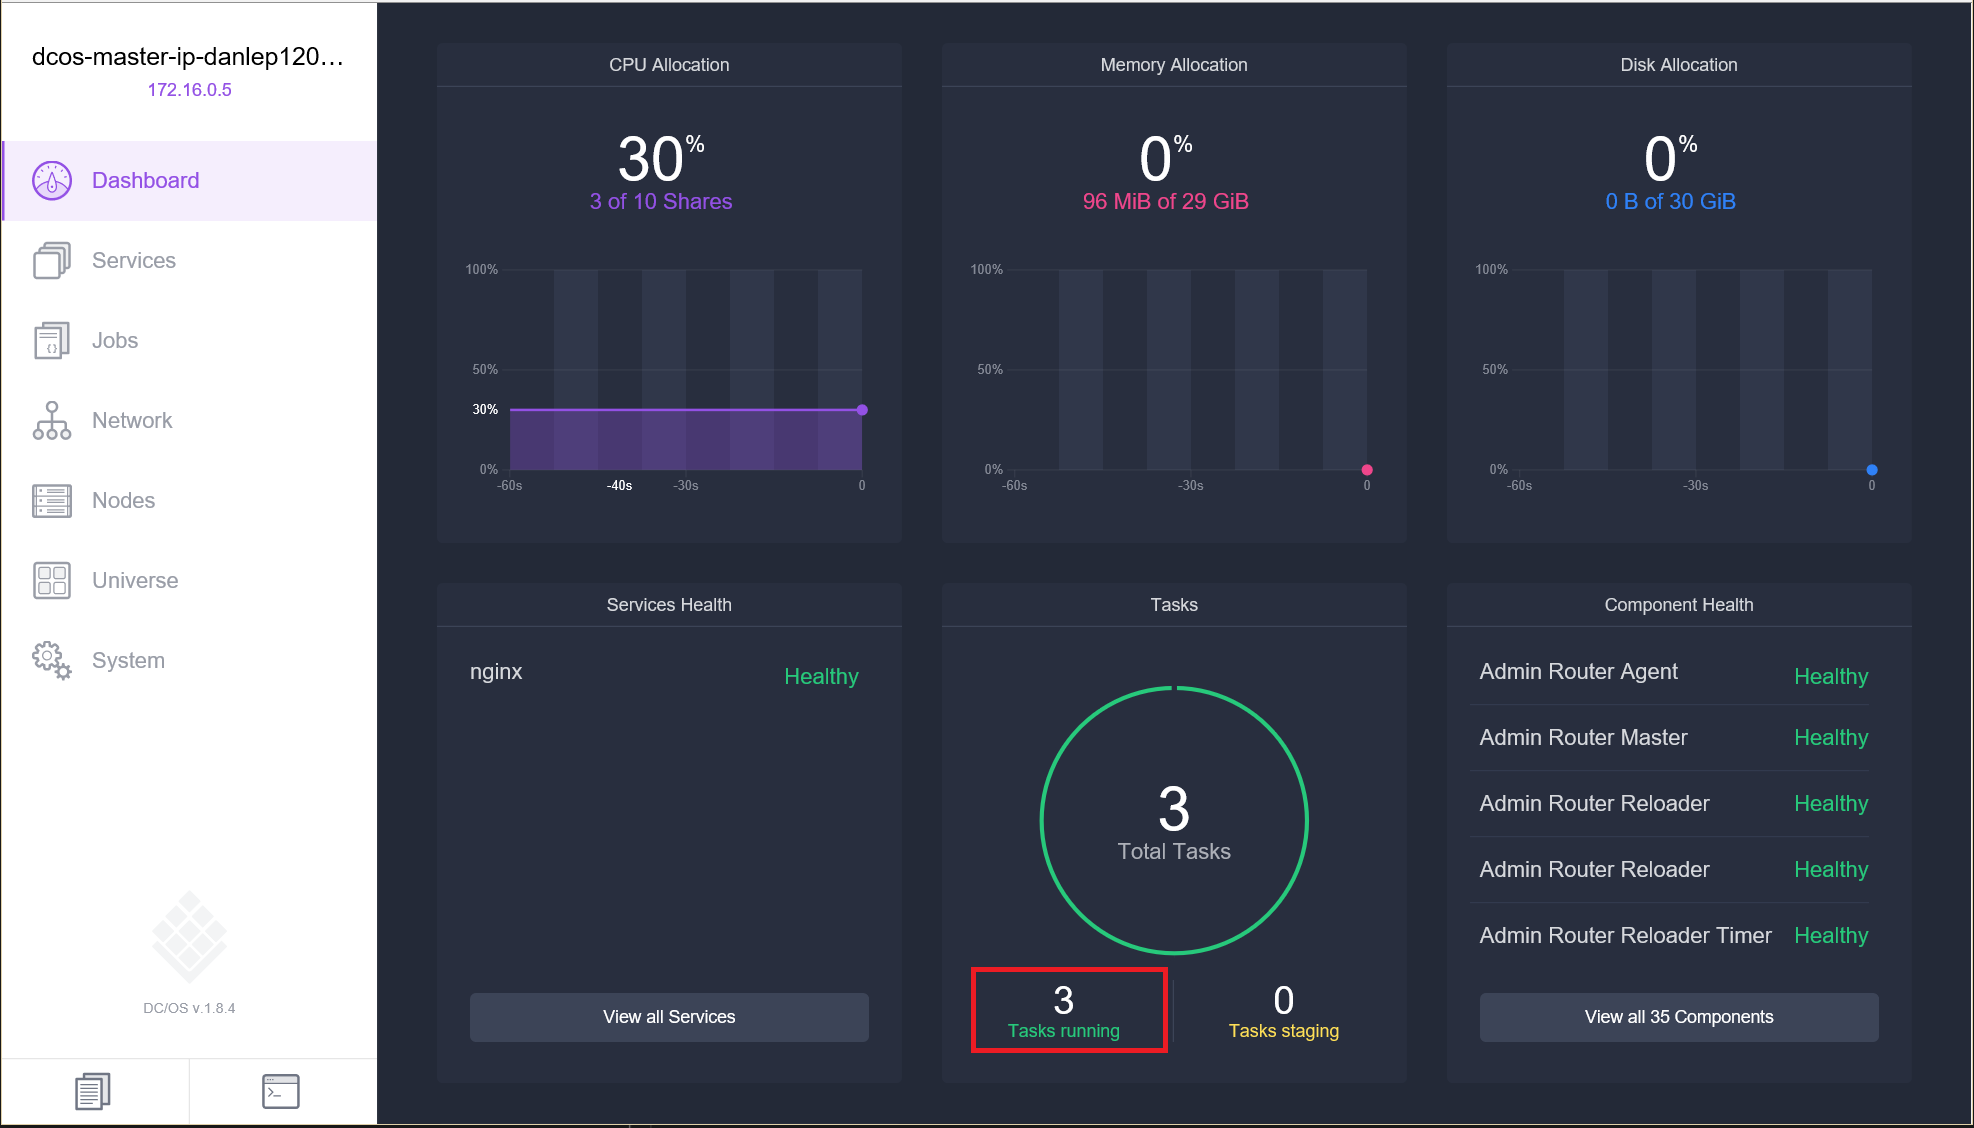 dcos-master-ip-danlep120...
172.16.0.5
Dashboard
Services
Jobs
Network
Nodes
Universe
System
DC/OS v.1.8.4
CPU Allocation
30%
3 of 10 Shares
100%
50%
30%
0%
-60s -40s -30s 0
Memory Allocation
0%
96 MiB of 29 GiB
100%
50%
0%
-60s -30s 0
Disk Allocation
0%
0 B of 30 GiB
100%
50%
0%
-60s -30s 0
Services Health
nginx Healthy
View all Services
Tasks
3
Total Tasks
3
Tasks running
0
Tasks staging
Component Health
Admin Router Agent Healthy
Admin Router Master Healthy
Admin Router Reloader Healthy
Admin Router Reloader Healthy
Admin Router Reloader Timer Healthy
View all 35 Components